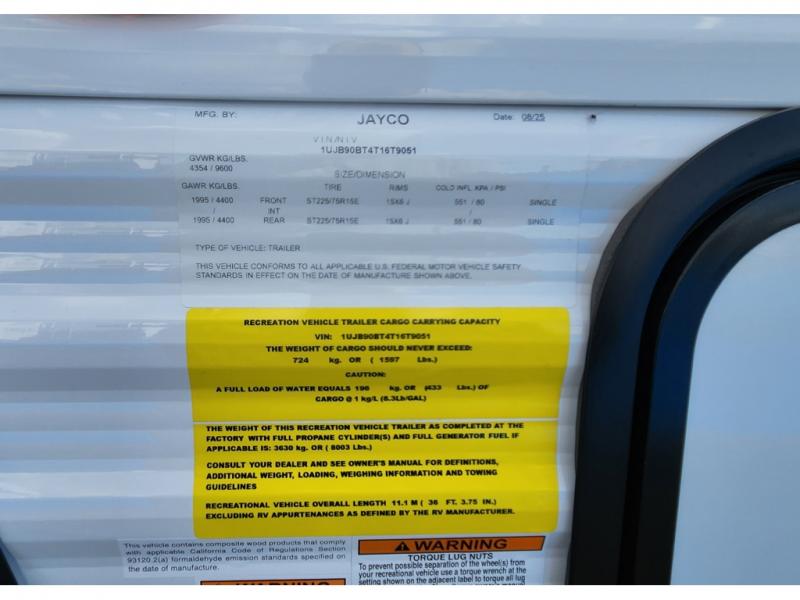 MFG. BY: JAYCO Date: 08/25
VIN/NIV
1UJB90BT4T16T9051
GVWR KG/LBS.
4354 / 9600
SIZE/DIMENSION
GAWR KG/LBS. TIRE RIMS COLD INFL. KPA / PSI
1995 / 4400 FRONT ST225/75R15E 15X6 J 551 / 80 SINGLE
/ INT /
1995 / 4400 REAR ST225/75R15E 15X6 J 551 / 80 SINGLE
TYPE OF VEHICLE: TRAILER
THIS VEHICLE CONFORMS TO ALL APPLICABLE U.S. FEDERAL MOTOR VEHICLE SAFETY
STANDARDS IN EFFECT ON THE DATE OF MANUFACTURE SHOWN ABOVE.
RECREATION VEHICLE TRAILER CARGO CARRYING CAPACITY
VIN: 1UJB90BT4T16T9051
THE WEIGHT OF CARGO SHOULD NEVER EXCEED:
724 kg. OR ( 1597 Lbs.)
CAUTION:
A FULL LOAD OF WATER EQUALS 196 kg. OR (433 Lbs.) OF
CARGO @ 1 kg/L (8.3Lb/GAL)
THE WEIGHT OF THIS RECREATION VEHICLE TRAILER AS COMPLETED AT THE
FACTORY WITH FULL PROPANE CYLINDER(S) AND FULL GENERATOR FUEL IF
APPLICABLE IS: 3630 kg. OR ( 8003 Lbs.)
CONSULT YOUR DEALER AND SEE OWNER'S MANUAL FOR DEFINITIONS,
ADDITIONAL WEIGHT, LOADING, WEIGHING INFORMATION AND TOWING
GUIDELINES
RECREATIONAL VEHICLE OVERALL LENGTH 11.1 M ( 36 FT. 3.75 IN.)
EXCLUDING RV APPURTENANCES AS DEFINED BY THE RV MANUFACTURER.
This vehicle contains composite wood products that comply
with applicable California Code of Regulations Section
93120.2(a) formaldehyde emission standards specified on
the date of manufacture.
WARNING
TORQUE LUG NUTS
To prevent possible separation of the wheel(s) from
your recreational vehicle use a torque wrench at the
setting shown on the adjacent label to torque all lug
WARNING